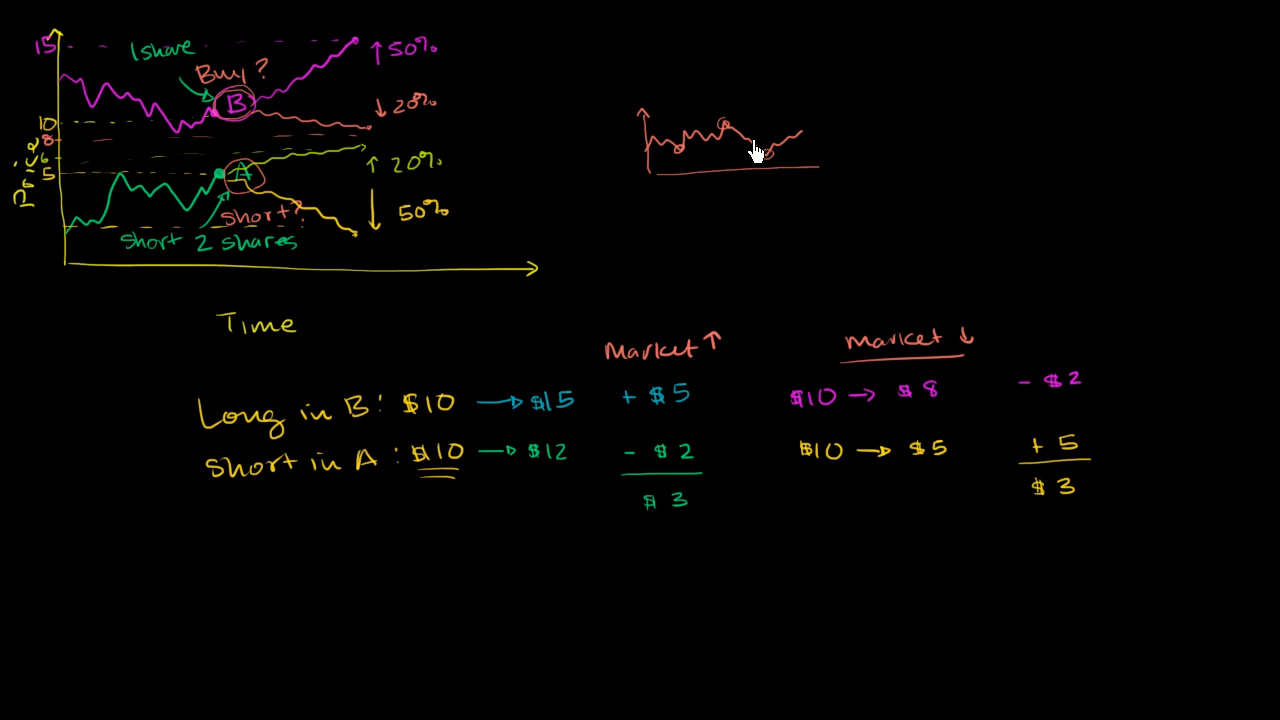 15
1 share
Buy?
B
↑ 50%
↓ 20%
10
8
6
5
Price
A
↑ 20%
↓ 50%
short?
short 2 shares
Time
Market ↑
Market ↓
Long in B: $10 → $15 + $5
$10 → $8 - $2
Short in A: $10 → $12 - $2
$10 → $5 + 5
$3
$3